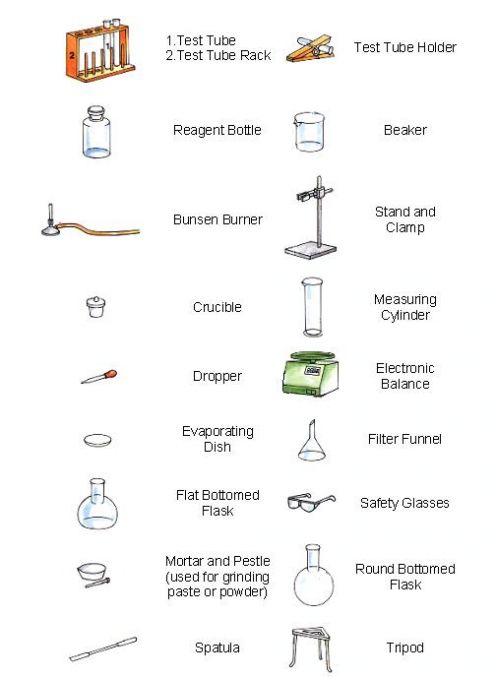 1.Test Tube
2.Test Tube Rack
Test Tube Holder
1
2
Reagent Bottle
Beaker
Bunsen Burner
Stand and
Clamp
Crucible
Measuring
Cylinder
Dropper
Electronic
Balance
Evaporating
Dish
Filter Funnel
Flat Bottomed
Flask
Safety Glasses
Mortar and Pestle
(used for grinding
paste or powder)
Round Bottomed
Flask
Spatula
Tripod